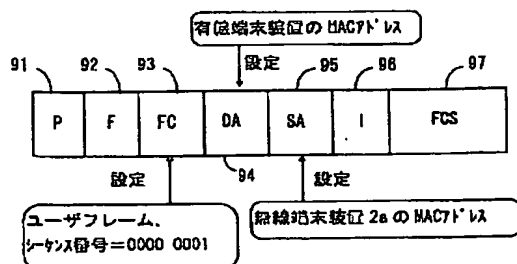 有線端末装置のMACアドレス
91 92 93 設定 95 96 97
P F FC DA SA I FCS
設定 94 設定
ユーザフレーム、
シーケンス番号=0000 0001
無線端末装置2aのMACアドレス